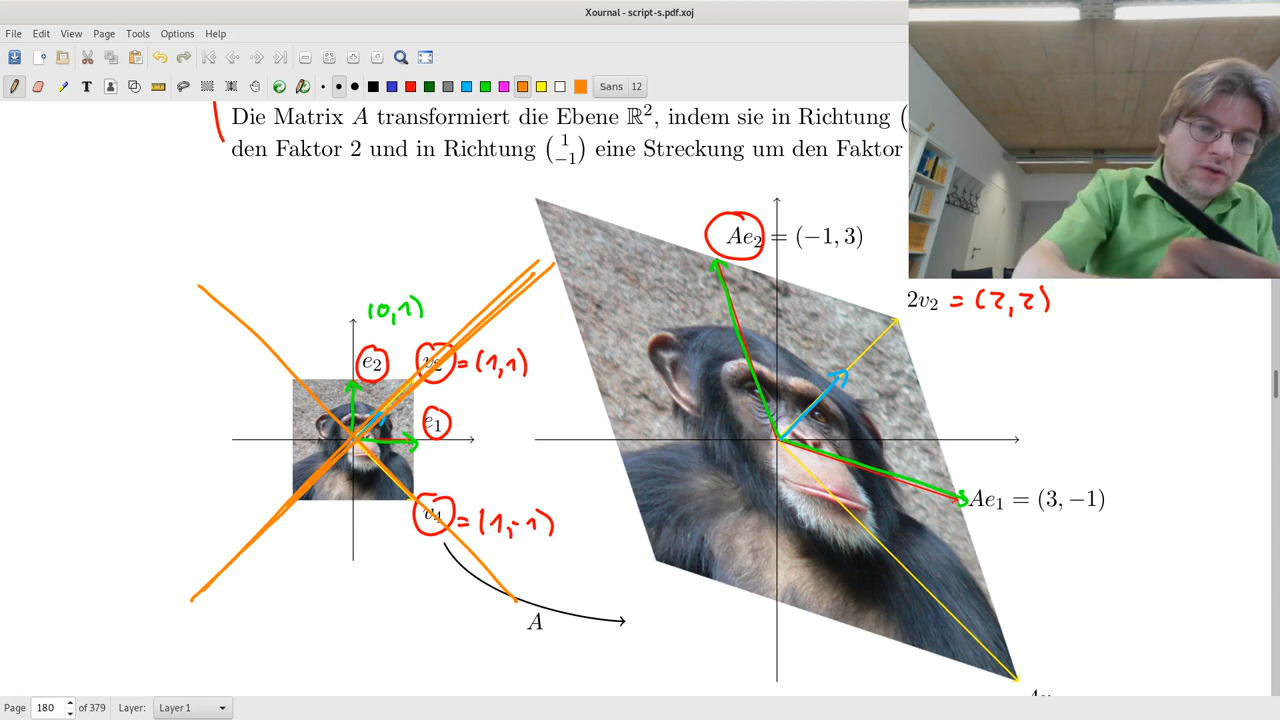 Xournal - script-s.pdf.xoj
File Edit View Page Tools Options Help
Sans 12
Die Matrix A transformiert die Ebene ℝ², indem sie in Richtung (
den Faktor 2 und in Richtung (1 −1) eine Streckung um den Faktor
Ae₂ = (−1, 3)
2v₂ = (2,2)
(0,1)
e₂
v₂ = (1,1)
e₁
Ae₁ = (3, −1)
= (1,-1)
A
Page 180 of 379 Layer: Layer 1